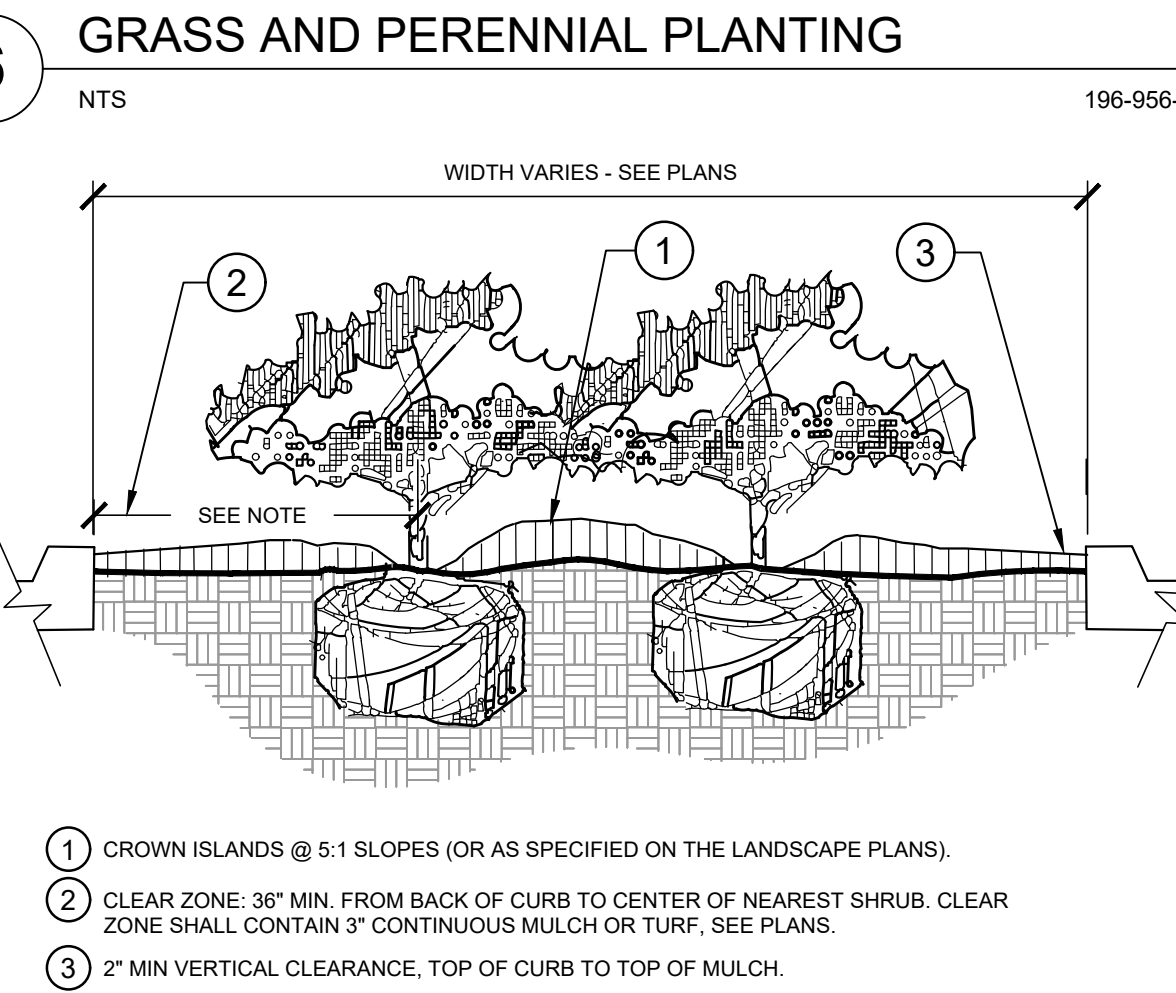 GRASS AND PERENNIAL PLANTING
NTS
196-956-
WIDTH VARIES - SEE PLANS
2
1
3
SEE NOTE
1 CROWN ISLANDS @ 5:1 SLOPES (OR AS SPECIFIED ON THE LANDSCAPE PLANS).
2 CLEAR ZONE: 36" MIN. FROM BACK OF CURB TO CENTER OF NEAREST SHRUB. CLEAR
ZONE SHALL CONTAIN 3" CONTINUOUS MULCH OR TURF, SEE PLANS.
3 2" MIN VERTICAL CLEARANCE, TOP OF CURB TO TOP OF MULCH.